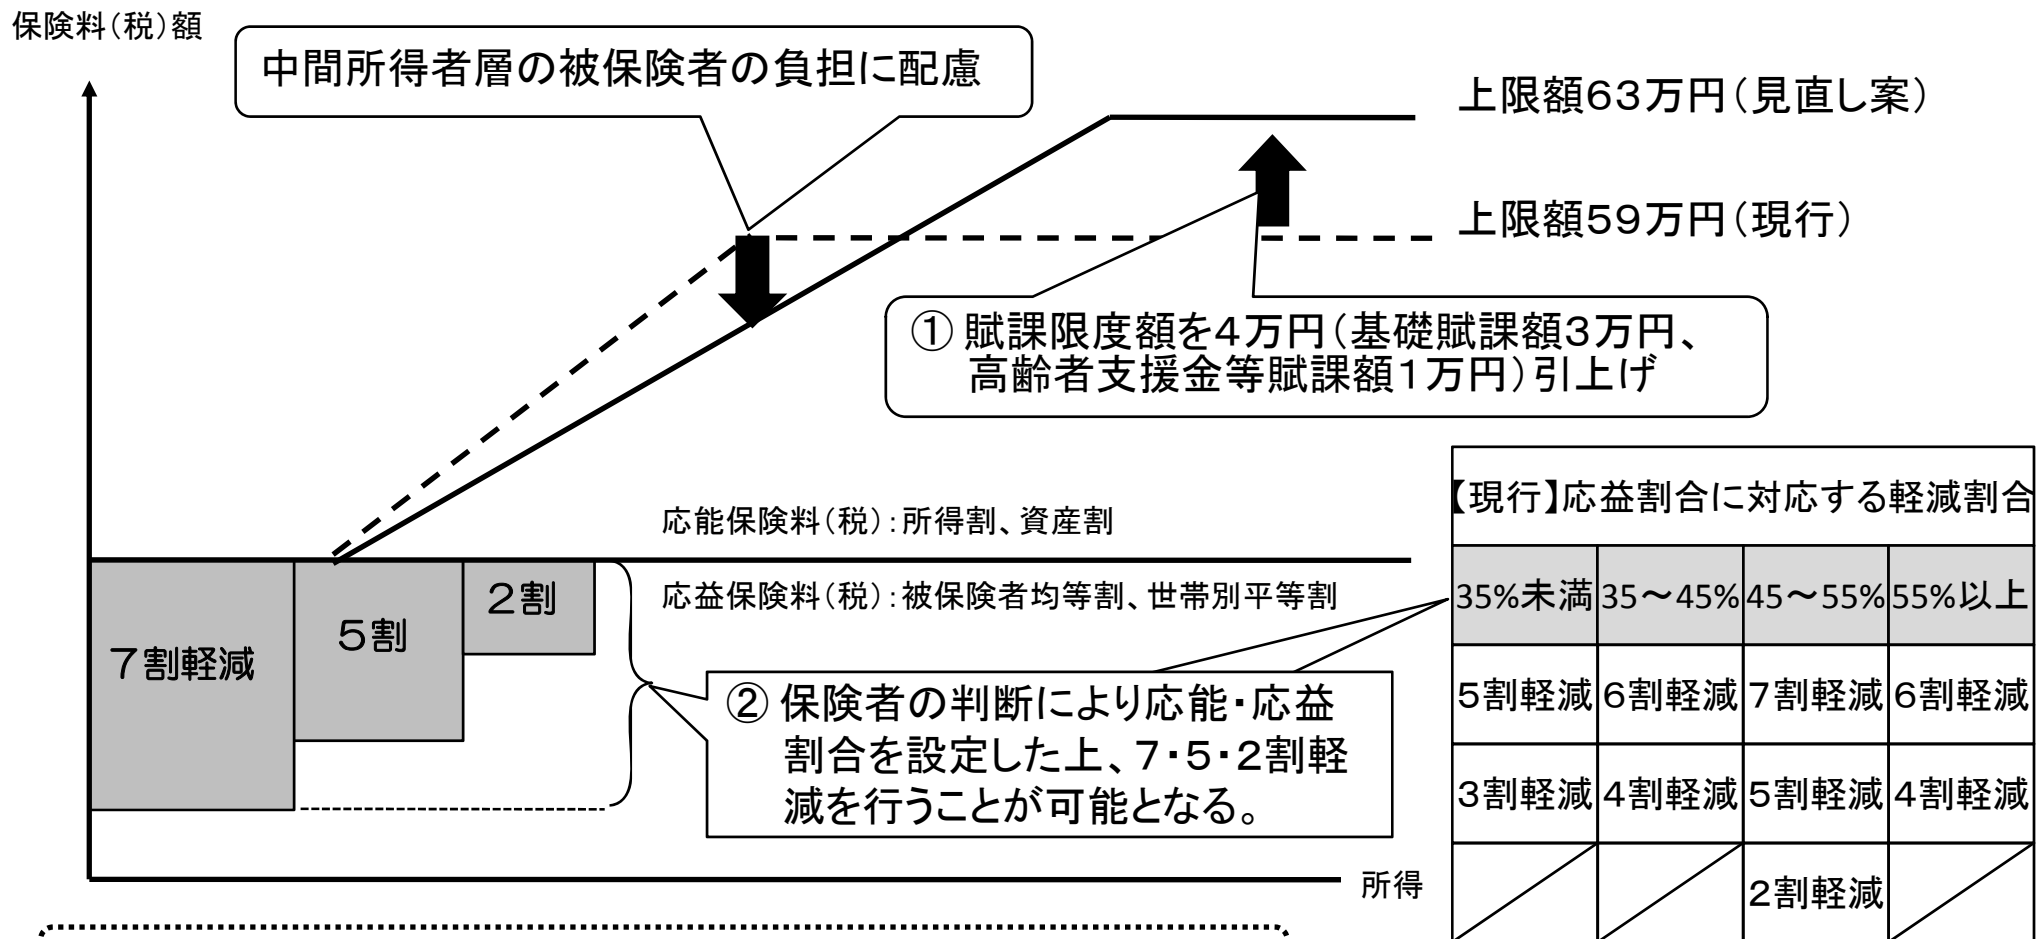 保険料（税）額
中間所得者層の被保険者の負担に配慮
上限額６３万円（見直し案）
上限額５９万円（現行）
① 賦課限度額を４万円（基礎賦課額３万円、
高齢者支援金等賦課額１万円）引上げ
応能保険料（税）：所得割、資産割
応益保険料（税）：被保険者均等割、世帯別平等割
７割軽減
５割
２割
② 保険者の判断により応能・応益
割合を設定した上、７・５・２割軽
減を行うことが可能となる。
所得
【現行】応益割合に対応する軽減割合
35%未満 35～45% 45～55% 55%以上
５割軽減 ６割軽減 ７割軽減 ６割軽減
３割軽減 ４割軽減 ５割軽減 ４割軽減
２割軽減